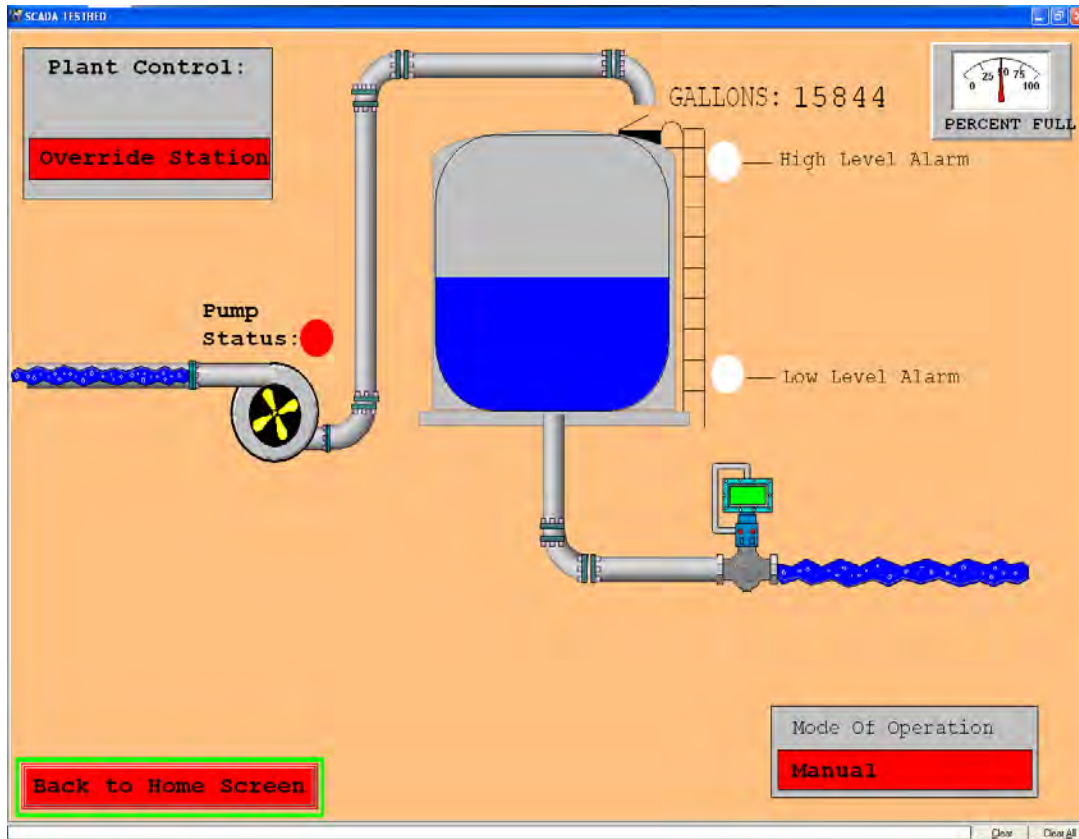 SCADA TESTBED
Plant Control:
Override Station
GALLONS: 15844
0 25 50 75 100
PERCENT FULL
High Level Alarm
Pump
Status:
Low Level Alarm
Mode Of Operation
Manual
Back to Home Screen
Clear
Clear All